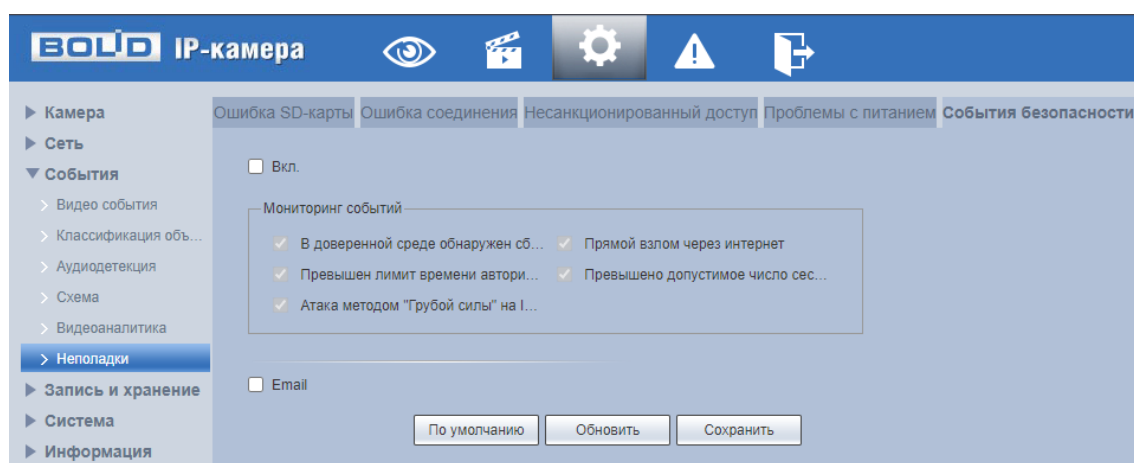 BOLID IP-камера
Камера
Сеть
События
Видео события
Классификация объ...
Аудиодетекция
Схема
Видеоаналитика
Неполадки
Запись и хранение
Система
Информация
Ошибка SD-карты Ошибка соединения Несанкционированный доступ Проблемы с питанием События безопасности
Вкл.
Мониторинг событий
В доверенной среде обнаружен сб... Прямой взлом через интернет
Превышен лимит времени автори... Превышено допустимое число сес...
Атака методом "Грубой силы" на I...
Email
По умолчанию Обновить Сохранить